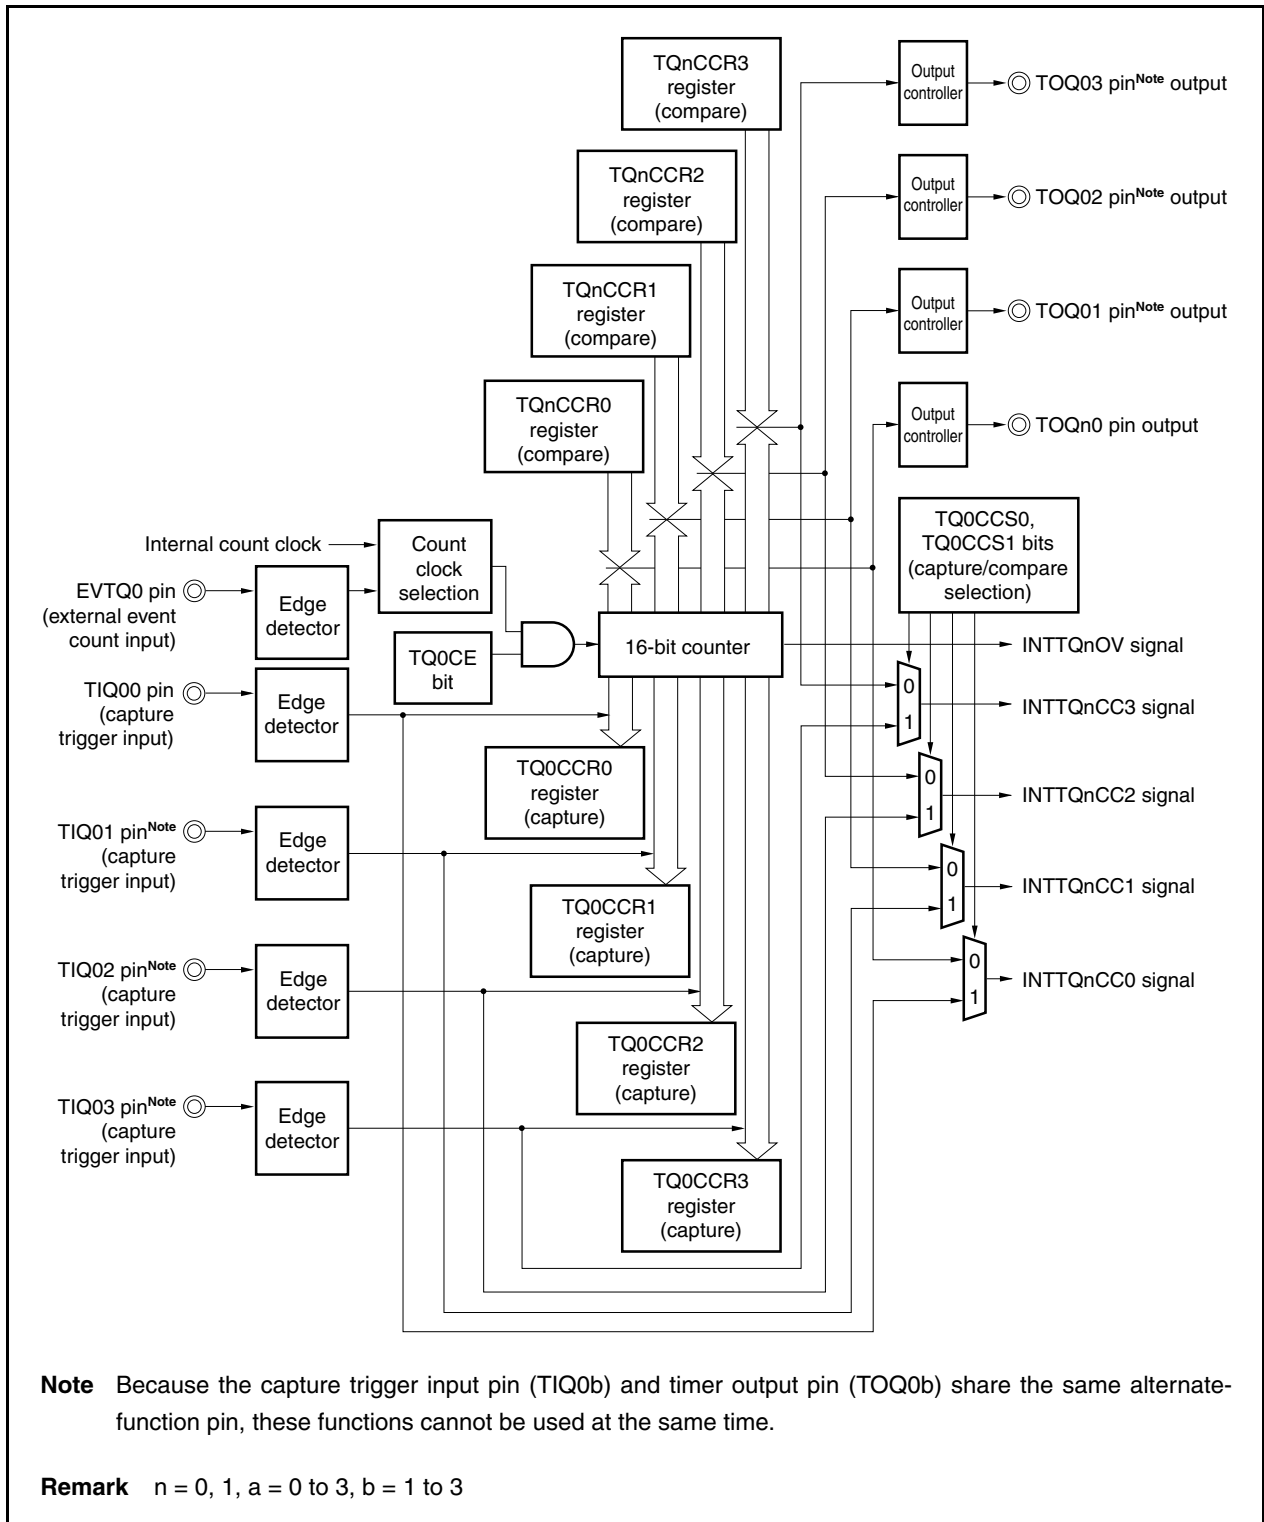 TQnCCR3
register
(compare)
Output
controller
TOQ03 pinNote output
TQnCCR2
register
(compare)
Output
controller
TOQ02 pinNote output
TQnCCR1
register
(compare)
Output
controller
TOQ01 pinNote output
TQnCCR0
register
(compare)
Output
controller
TOQn0 pin output
TQ0CCS0,
TQ0CCS1 bits
(capture/compare
selection)
Internal count clock
Count
clock
selection
EVTQ0 pin
(external event
count input)
Edge
detector
TQ0CE
bit
16-bit counter
INTTQnOV signal
TIQ00 pin
(capture
trigger input)
Edge
detector
0
1
INTTQnCC3 signal
TQ0CCR0
register
(capture)
0
1
INTTQnCC2 signal
TIQ01 pinNote
(capture
trigger input)
Edge
detector
0
1
INTTQnCC1 signal
TQ0CCR1
register
(capture)
0
1
INTTQnCC0 signal
TIQ02 pinNote
(capture
trigger input)
Edge
detector
TQ0CCR2
register
(capture)
TIQ03 pinNote
(capture
trigger input)
Edge
detector
TQ0CCR3
register
(capture)
Note Because the capture trigger input pin (TIQ0b) and timer output pin (TOQ0b) share the same alternate-
function pin, these functions cannot be used at the same time.
Remark n = 0, 1, a = 0 to 3, b = 1 to 3